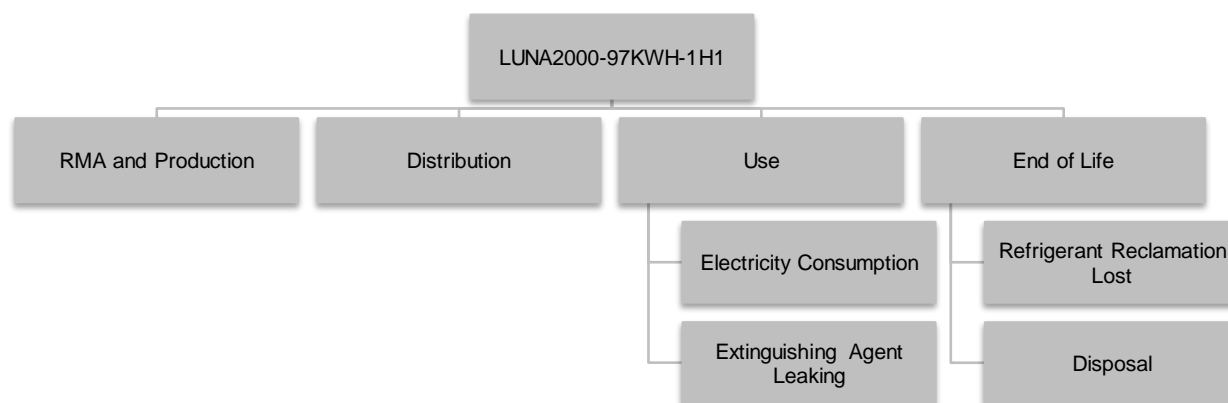 LUNA2000-97KWH-1H1
RMA and Production
Distribution
Use
End of Life
Electricity Consumption
Extinguishing Agent
Leaking
Refrigerant Reclamation
Lost
Disposal